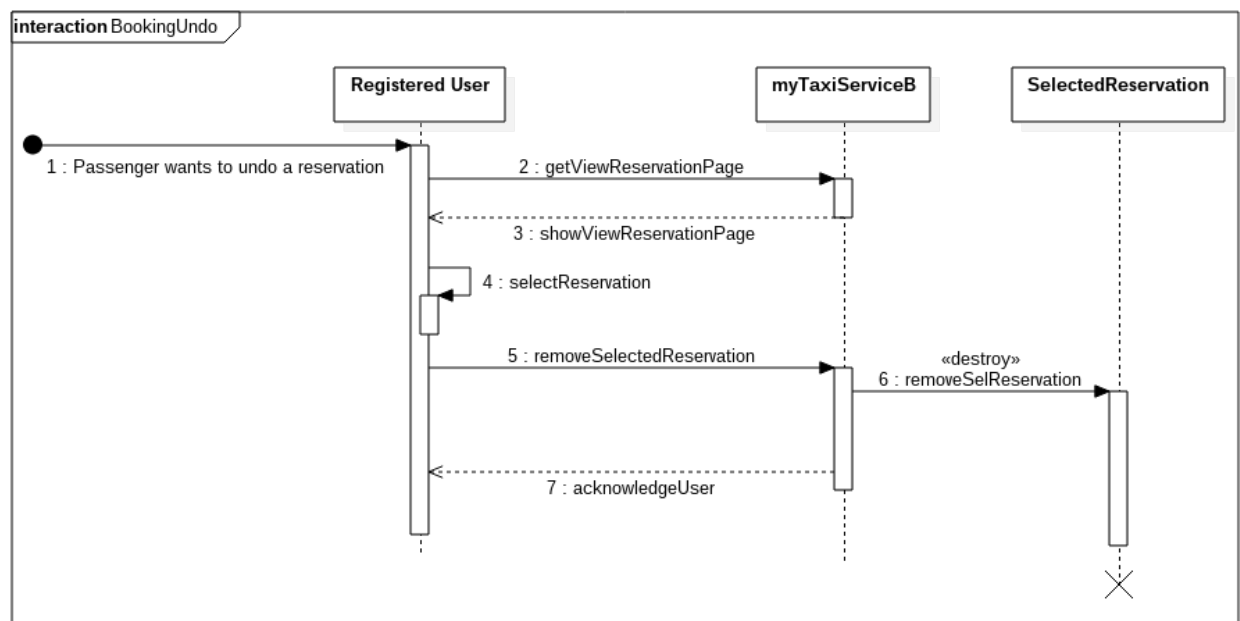 interaction BookingUndo
Registered User
myTaxiServiceB
SelectedReservation
1 : Passenger wants to undo a reservation
2 : getViewReservationPage
3 : showViewReservationPage
4 : selectReservation
5 : removeSelectedReservation
«destroy»
6 : removeSelReservation
7 : acknowledgeUser